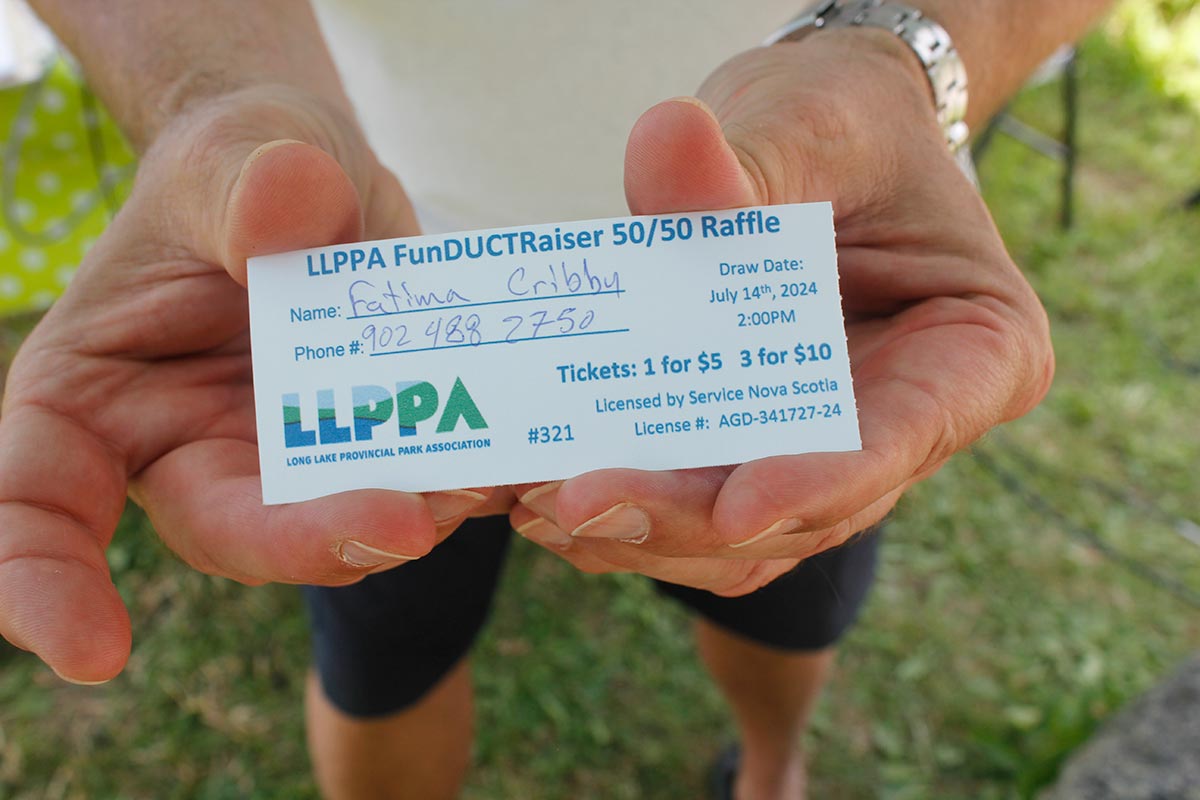 LLPPA FunDUCTRaiser 50/50 Raffle
Name: Fatima Cribby
Phone #: 902 488 2750
Draw Date:
July 14th, 2024
2:00PM
Tickets: 1 for $5 3 for $10
Licensed by Service Nova Scotia
License #: AGD-341727-24
LLPPA
LONG LAKE PROVINCIAL PARK ASSOCIATION
#321